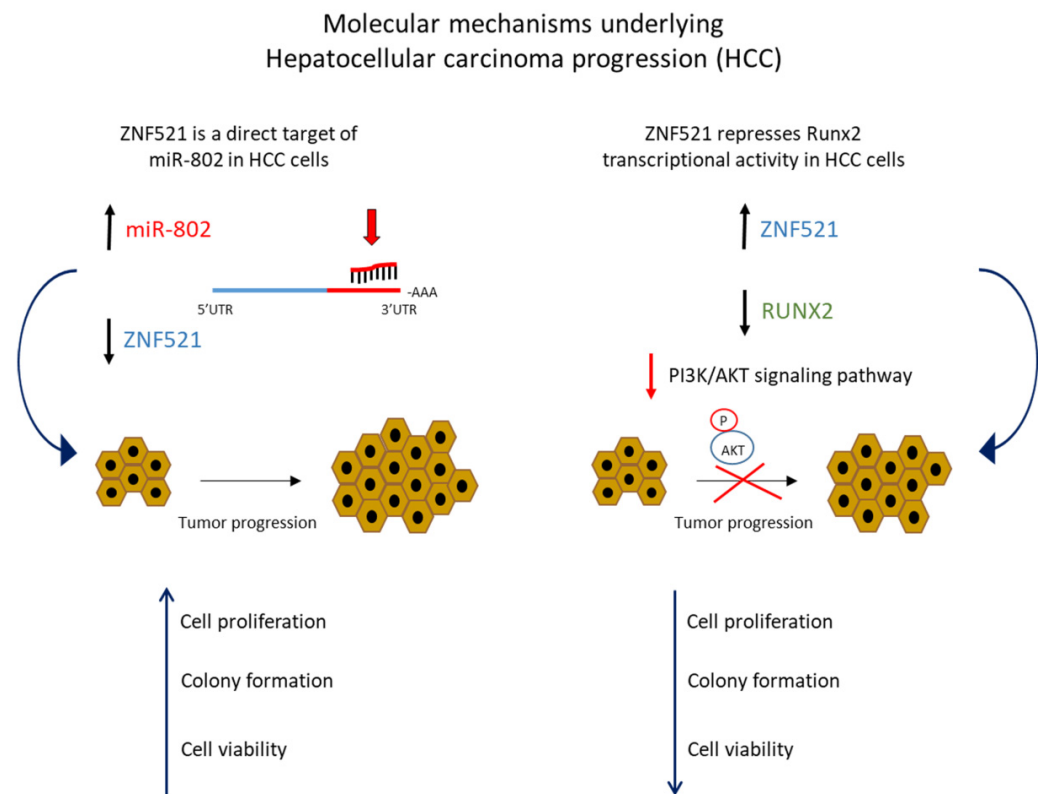 Molecular mechanisms underlying
Hepatocellular carcinoma progression (HCC)
ZNF521 is a direct target of
miR-802 in HCC cells
miR-802
-AAA
5'UTR
3'UTR
ZNF521
Tumor progression
Cell proliferation
Colony formation
Cell viability
ZNF521 represses Runx2
transcriptional activity in HCC cells
ZNF521
RUNX2
PI3K/AKT signaling pathway
P
AKT
Tumor progression
Cell proliferation
Colony formation
Cell viability